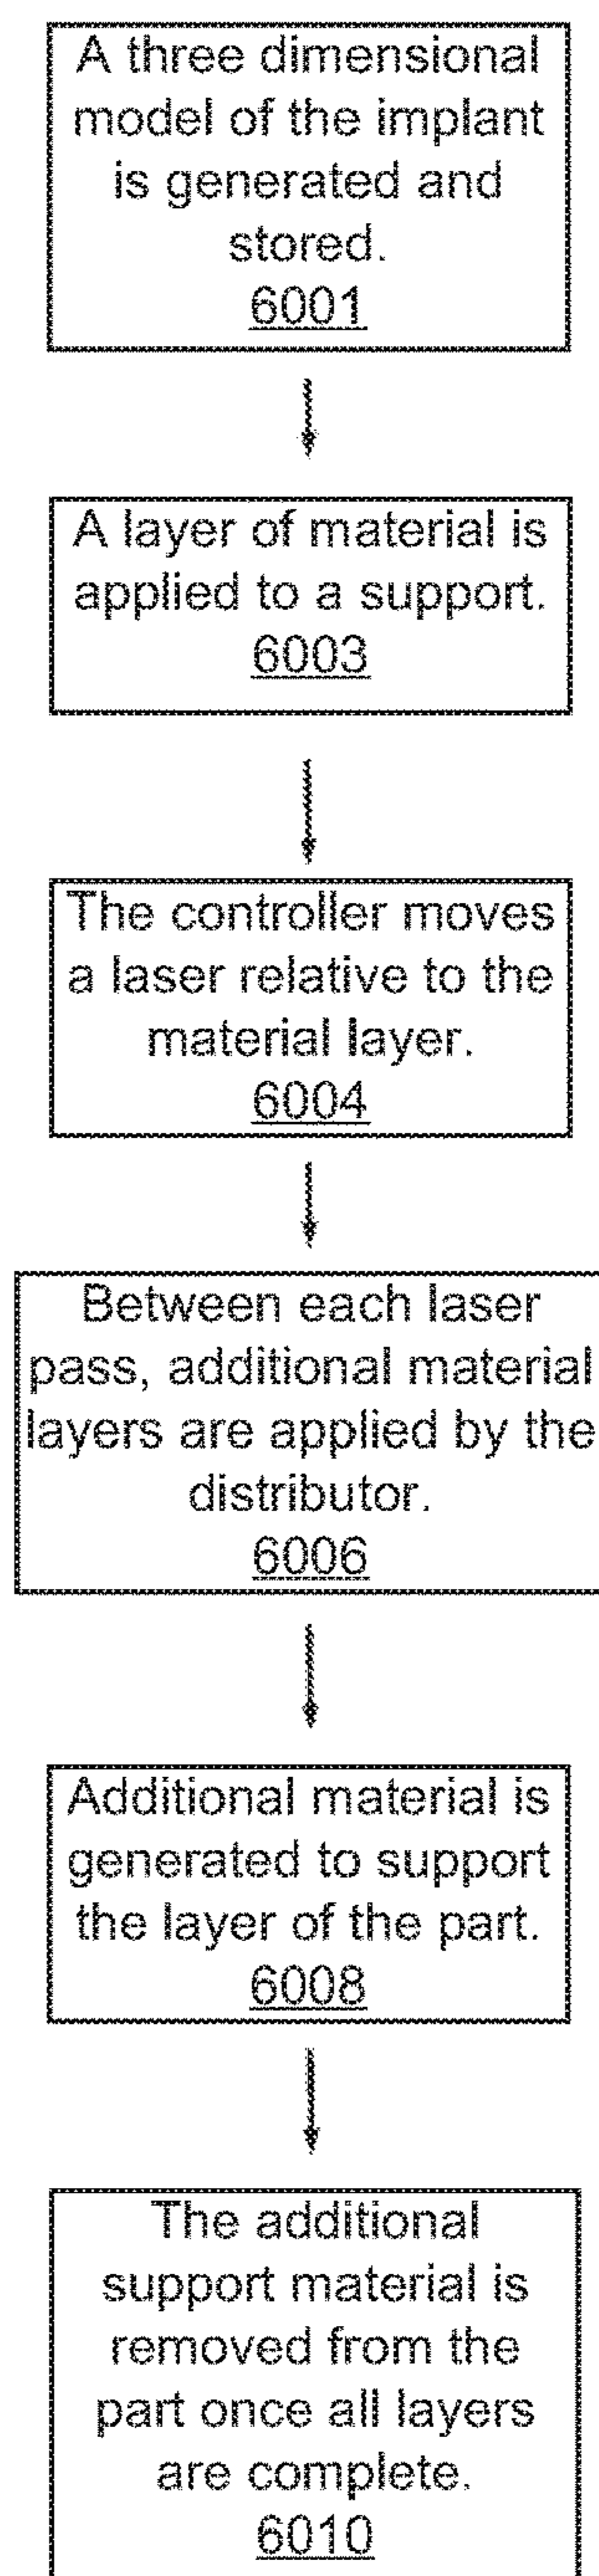 A three dimensional
model of the implant
is generated and
stored.
6001
A layer of material is
applied to a support.
6003
The controller moves
a laser relative to the
material layer.
6004
Between each laser
pass, additional material
layers are applied by the
distributor.
6006
Additional material is
generated to support
the layer of the part.
6008
The additional
support material is
removed from the
part once all layers
are complete.
6010